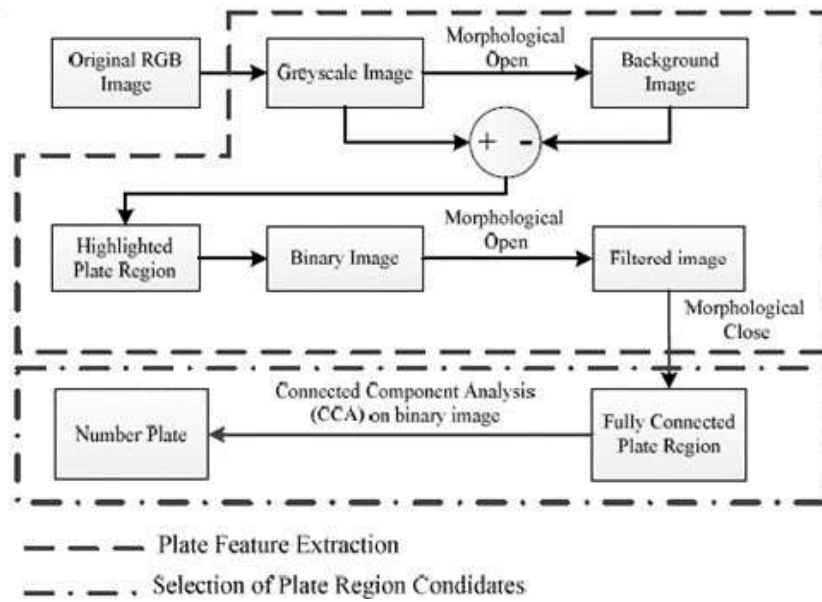 Original RGB
Image
Greyscale Image
Morphological
Open
Background
Image
+ -
Highlighted
Plate Region
Binary Image
Morphological
Open
Filtered image
Morphological
Close
Number Plate
Connected Component Analysis
(CCA) on binary image
Fully Connected
Plate Region
Plate Feature Extraction
Selection of Plate Region Condidates